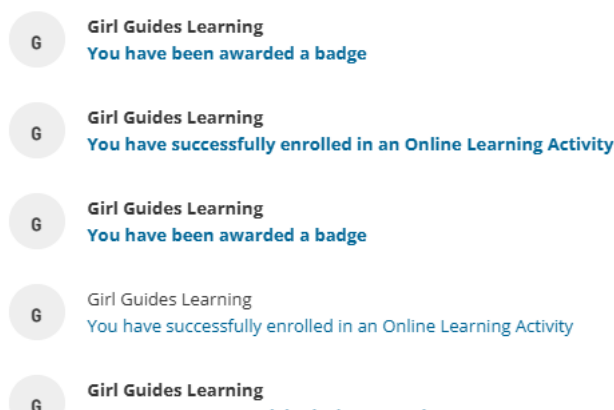 G
Girl Guides Learning
You have been awarded a badge
G
Girl Guides Learning
You have successfully enrolled in an Online Learning Activity
G
Girl Guides Learning
You have been awarded a badge
G
Girl Guides Learning
You have successfully enrolled in an Online Learning Activity
G
Girl Guides Learning